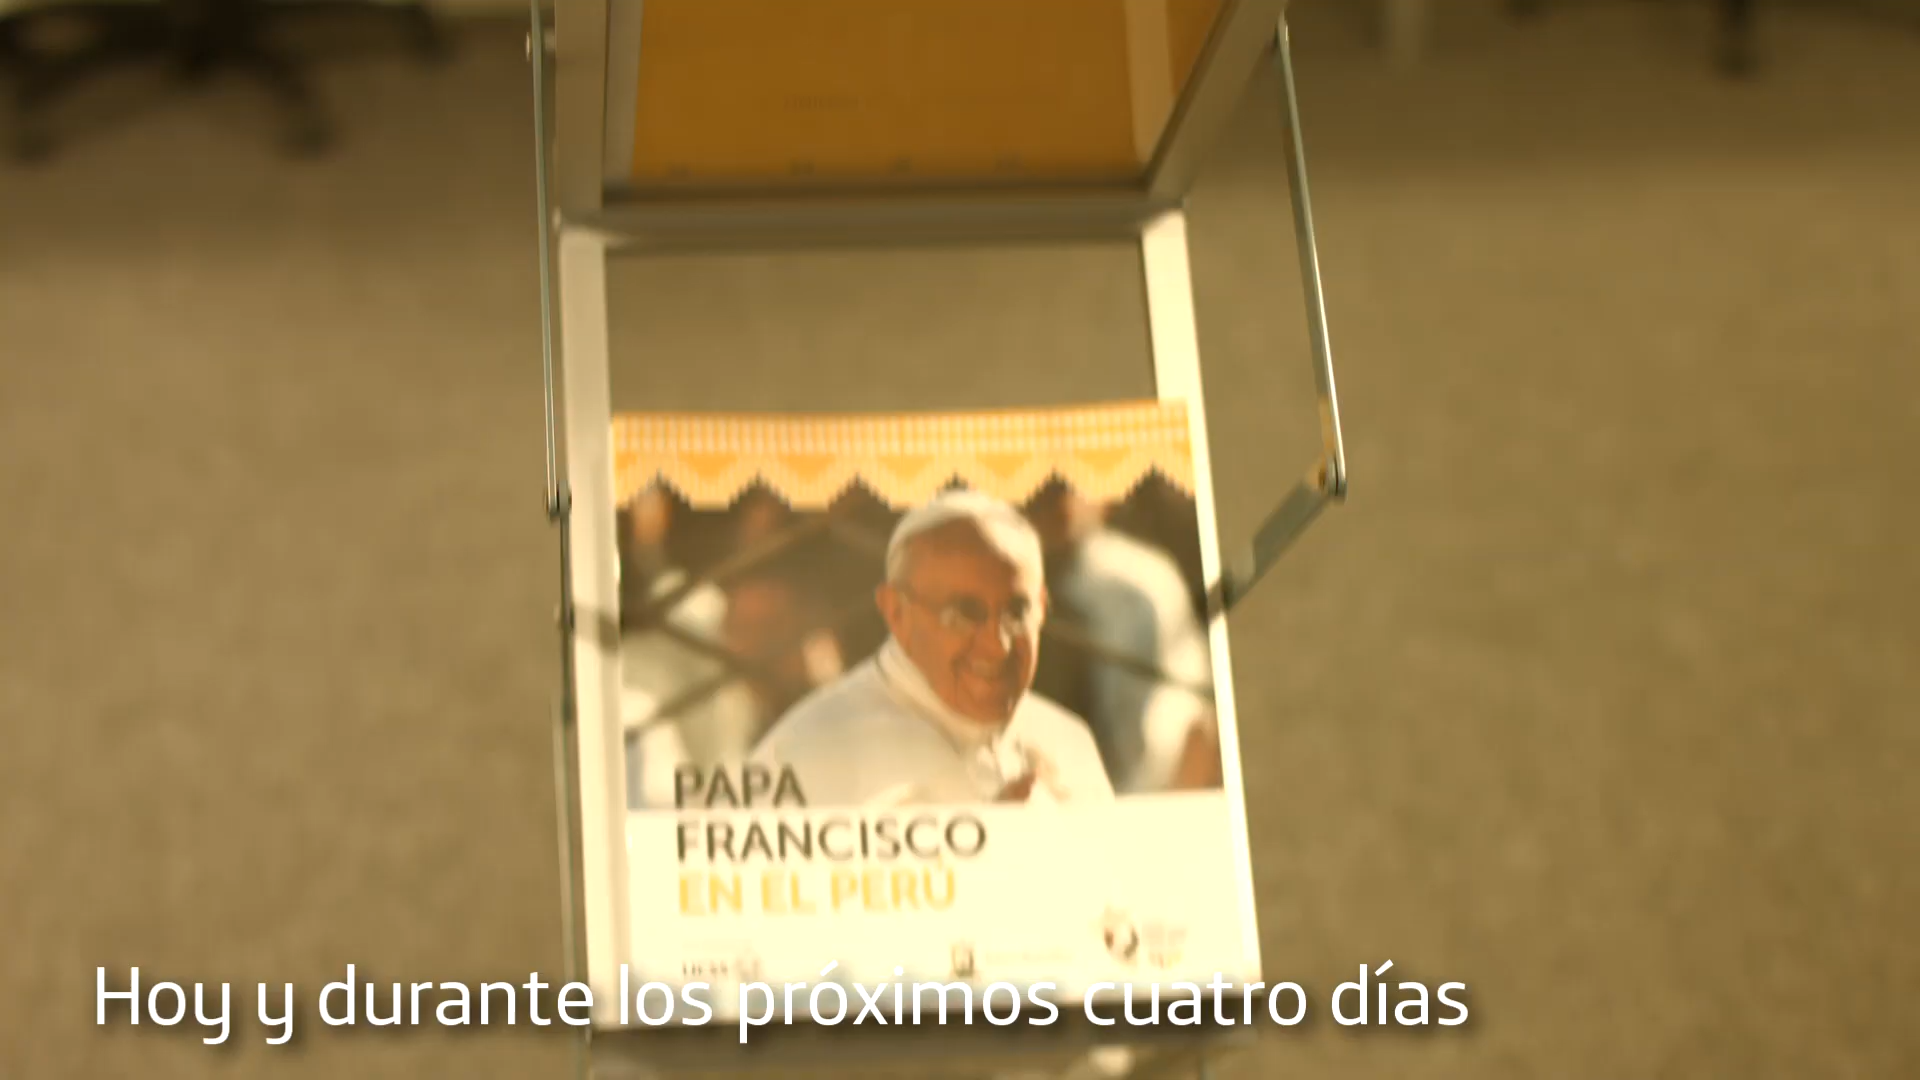 PAPA
FRANCISCO
EN EL PERÚ
Hoy y durante los próximos cuatro días